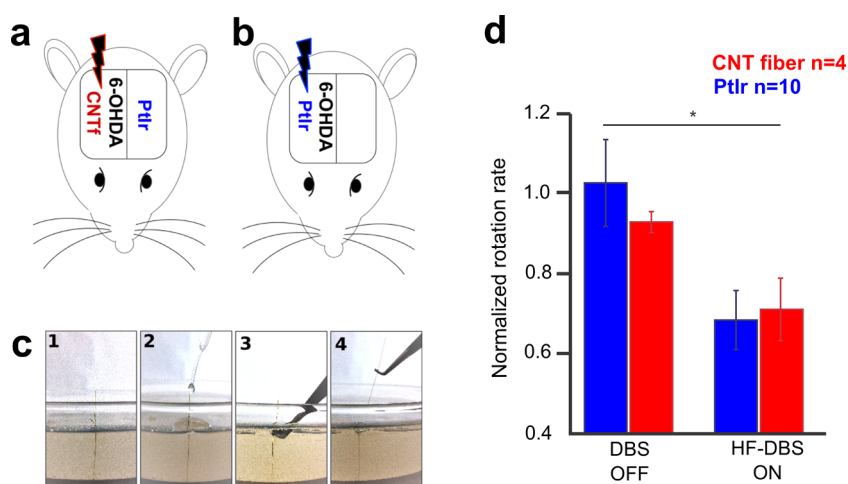 a
CNTf
6-OHDA
PtIr
b
PtIr
6-OHDA
c
1
2
3
4
d
CNT fiber n=4
PtIr n=10
Normalized rotation rate
1.2
1.0
0.8
0.6
0.4
*
DBS
OFF
HF-DBS
ON